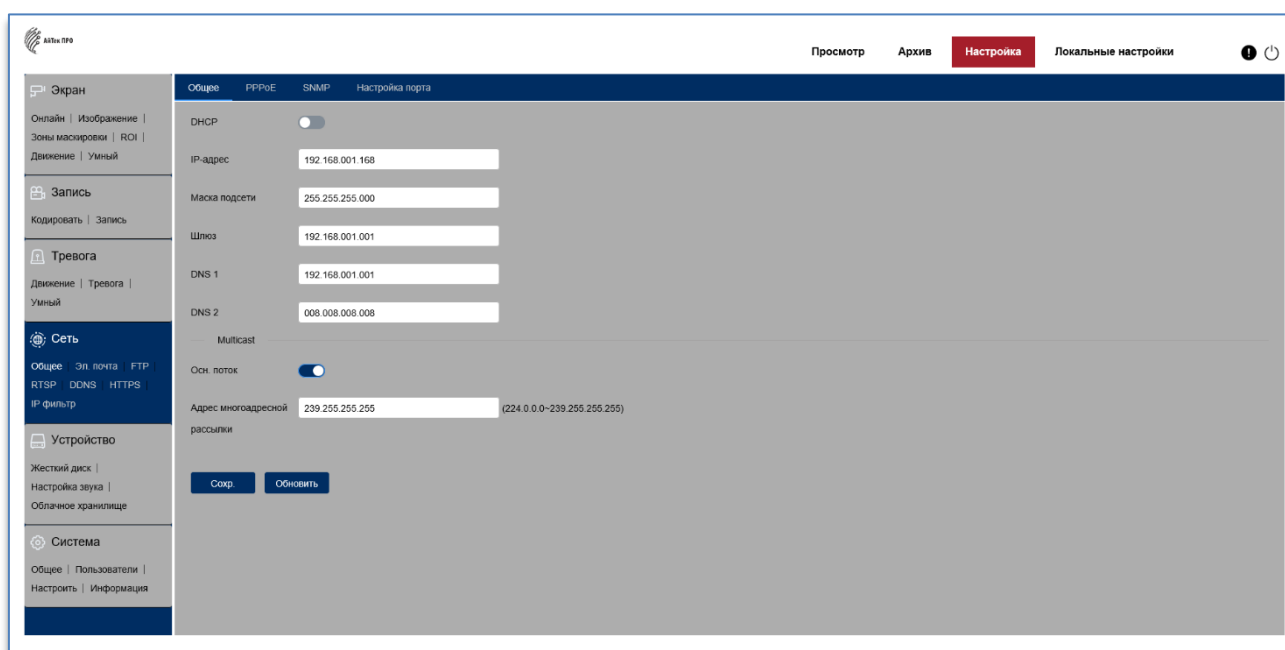 АйТек ПРО
Просмотр Архив Настройка Локальные настройки
Экран
Онлайн | Изображение |
Зоны маскировки | ROI |
Движение | Умный
Запись
Кодировать | Запись
Тревога
Движение | Тревога |
Умный
Сеть
Общее | Эл. почта | FTP |
RTSP | DDNS | HTTPS |
IP фильтр
Устройство
Жесткий диск |
Настройка звука |
Облачное хранилище
Система
Общее | Пользователи |
Настроить | Информация
Общее PPPoE SNMP Настройка порта
DHCP
IP-адрес 192.168.001.168
Маска подсети 255.255.255.000
Шлюз 192.168.001.001
DNS 1 192.168.001.001
DNS 2 008.008.008.008
Multicast
Осн. поток
Адрес многоадресной рассылки 239.255.255.255 (224.0.0.0~239.255.255.255)
Сохр. Обновить